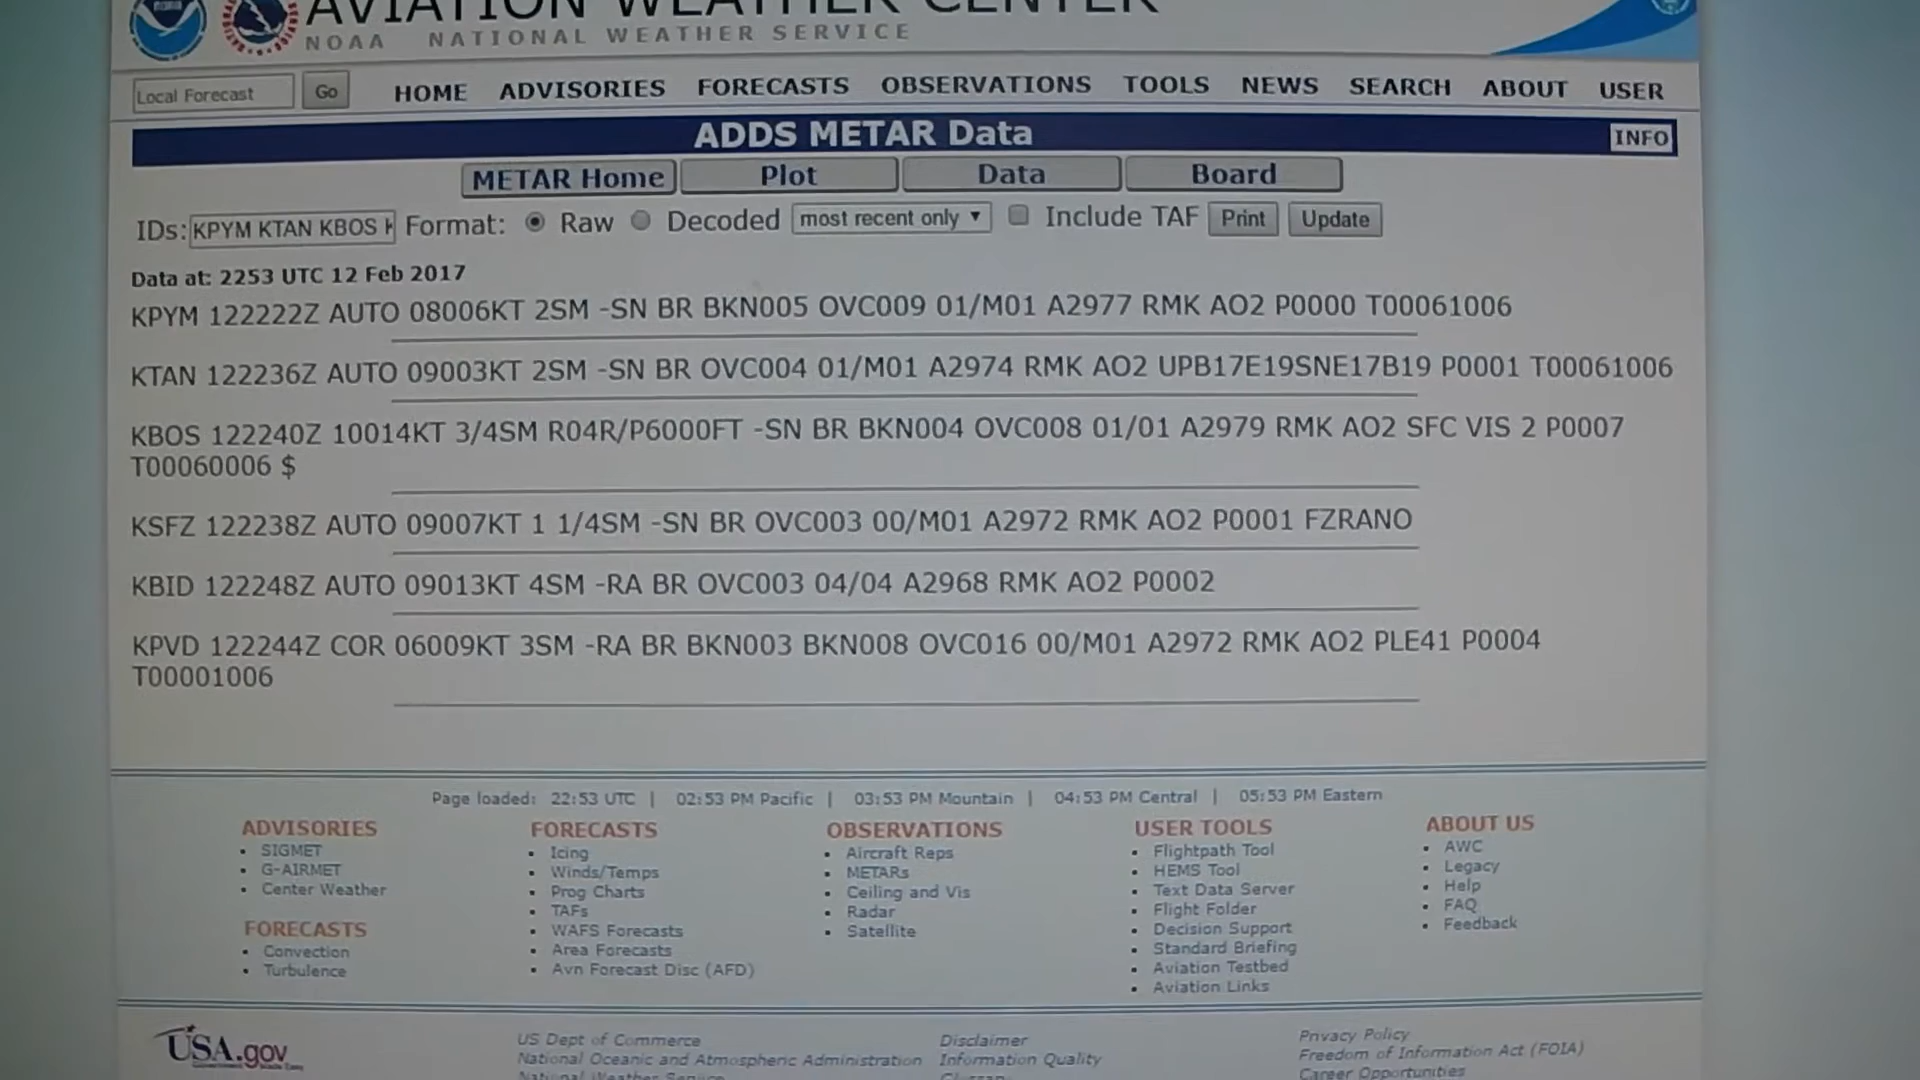 AVIATION WEATHER CENTER
NOAA NATIONAL WEATHER SERVICE
Local Forecast Go HOME ADVISORIES FORECASTS OBSERVATIONS TOOLS NEWS SEARCH ABOUT USER
ADDS METAR Data INFO
METAR Home Plot Data Board
IDs: KPYM KTAN KBOS Format: Raw Decoded most recent only Include TAF Print Update
Data at: 2253 UTC 12 Feb 2017
KPYM 122222Z AUTO 08006KT 2SM -SN BR BKN005 OVC009 01/M01 A2977 RMK AO2 P0000 T00061006
KTAN 122236Z AUTO 09003KT 2SM -SN BR OVC004 01/M01 A2974 RMK AO2 UPB17E19SNE17B19 P0001 T00061006
KBOS 122240Z 10014KT 3/4SM R04R/P6000FT -SN BR BKN004 OVC008 01/01 A2979 RMK AO2 SFC VIS 2 P0007
T00060006 $
KSFZ 122238Z AUTO 09007KT 1 1/4SM -SN BR OVC003 00/M01 A2972 RMK AO2 P0001 FZRANO
KBID 122248Z AUTO 09013KT 4SM -RA BR OVC003 04/04 A2968 RMK AO2 P0002
KPVD 122244Z COR 06009KT 3SM -RA BR BKN003 BKN008 OVC016 00/M01 A2972 RMK AO2 PLE41 P0004
T00001006
Page loaded: 22:53 UTC | 02:53 PM Pacific | 03:53 PM Mountain | 04:53 PM Central | 05:53 PM Eastern
ADVISORIES
SIGMET
G-AIRMET
Center Weather
FORECASTS
Convection
Turbulence
FORECASTS
Icing
Winds/Temps
Prog Charts
TAFs
WAFS Forecasts
Area Forecasts
Avn Forecast Disc (AFD)
OBSERVATIONS
Aircraft Reps
METARs
Ceiling and Vis
Radar
Satellite
USER TOOLS
Flightpath Tool
HEMS Tool
Text Data Server
Flight Folder
Decision Support
Standard Briefing
Aviation Testbed
Aviation Links
ABOUT US
AWC
Legacy
Help
FAQ
Feedback
USA.gov
US Dept of Commerce
National Oceanic and Atmospheric Administration
National Weather Service
Disclaimer
Information Quality
Privacy Policy
Freedom of Information Act (FOIA)
Career Opportunities